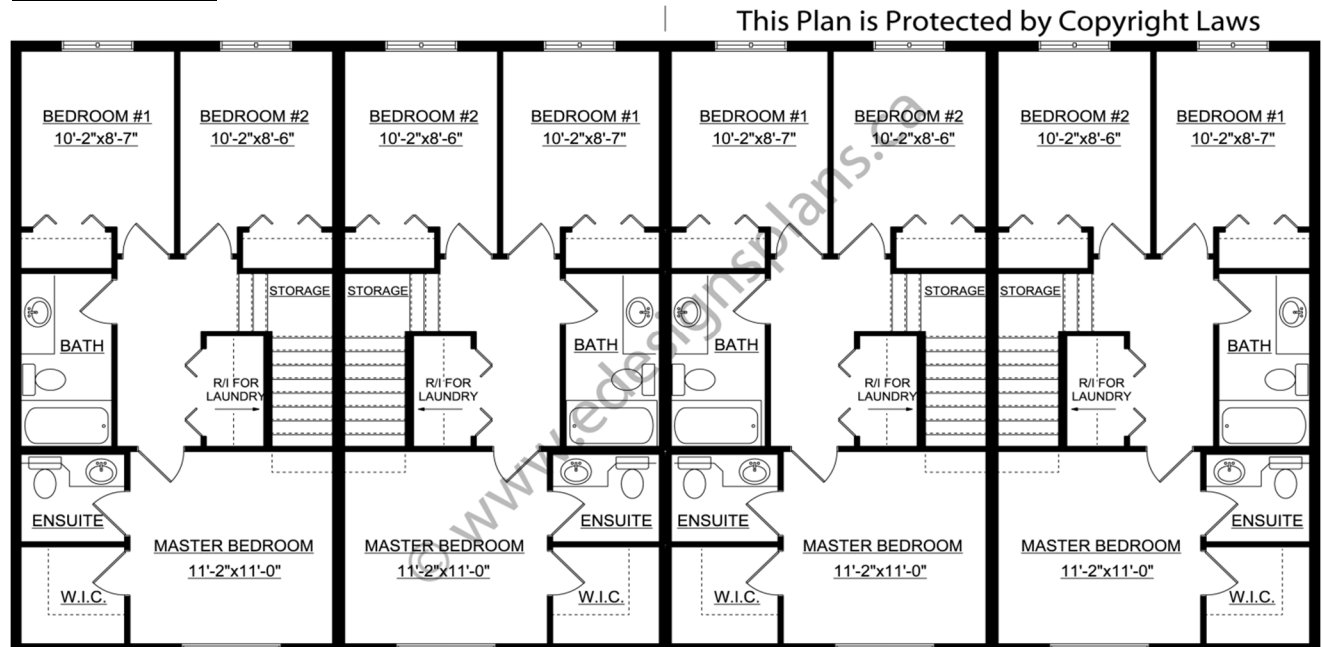 This Plan is Protected by Copyright Laws
BEDROOM #1
10'-2"x8'-7"
BEDROOM #2
10'-2"x8'-6"
BEDROOM #2
10'-2"x8'-6"
BEDROOM #1
10'-2"x8'-7"
BEDROOM #1
10'-2"x8'-7"
BEDROOM #2
10'-2"x8'-6"
BEDROOM #2
10'-2"x8'-6"
BEDROOM #1
10'-2"x8'-7"
STORAGE
STORAGE
STORAGE
STORAGE
BATH
BATH
BATH
BATH
R/I FOR
LAUNDRY
R/I FOR
LAUNDRY
R/I FOR
LAUNDRY
R/I FOR
LAUNDRY
ENSUITE
ENSUITE
ENSUITE
ENSUITE
MASTER BEDROOM
11'-2"x11'-0"
MASTER BEDROOM
11'-2"x11'-0"
MASTER BEDROOM
11'-2"x11'-0"
MASTER BEDROOM
11'-2"x11'-0"
W.I.C.
W.I.C.
W.I.C.
W.I.C.
© www.edesignsplans.ca